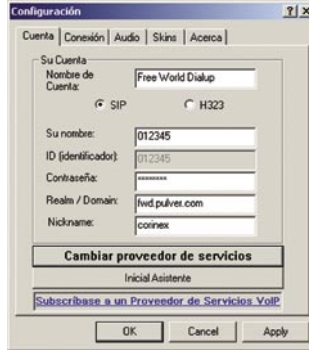 Configuración
Cuenta Conexión Audio Skins Acerca
Su Cuenta
Nombre de Cuenta: Free World Dialup
SIP H323
Su nombre: 012345
ID (identificador): 012345
Contraseña: ********
Realm / Domain: fwd.pulver.com
Nickname: corinex
Cambiar proveedor de servicios
Inicial Asistente
Subscríbase a un Proveedor de Servicios VoIP
OK Cancel Apply